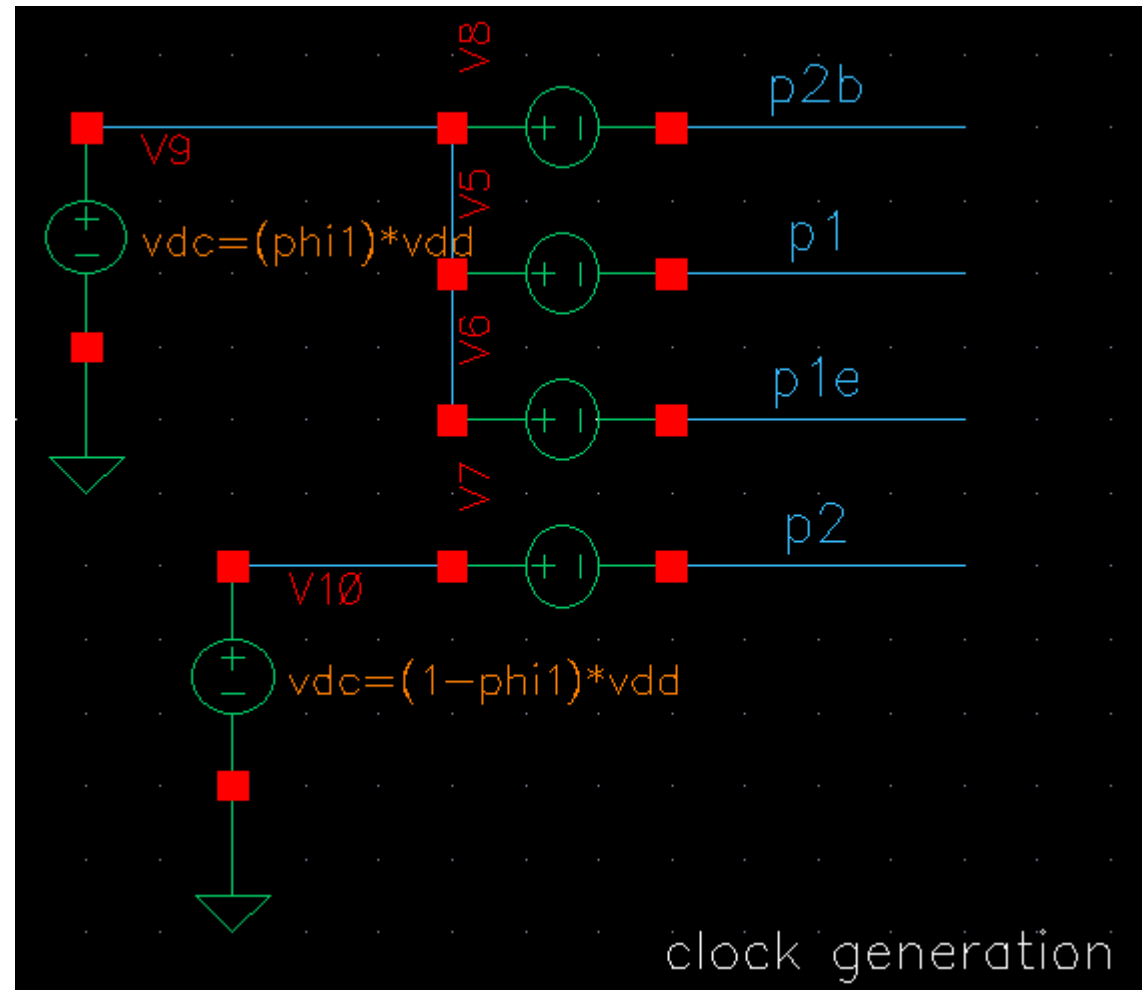 V8
p2b
V9
V5
vdc=(phi1)*vdd
p1
V6
p1e
V7
p2
V10
vdc=(1-phi1)*vdd
clock generation